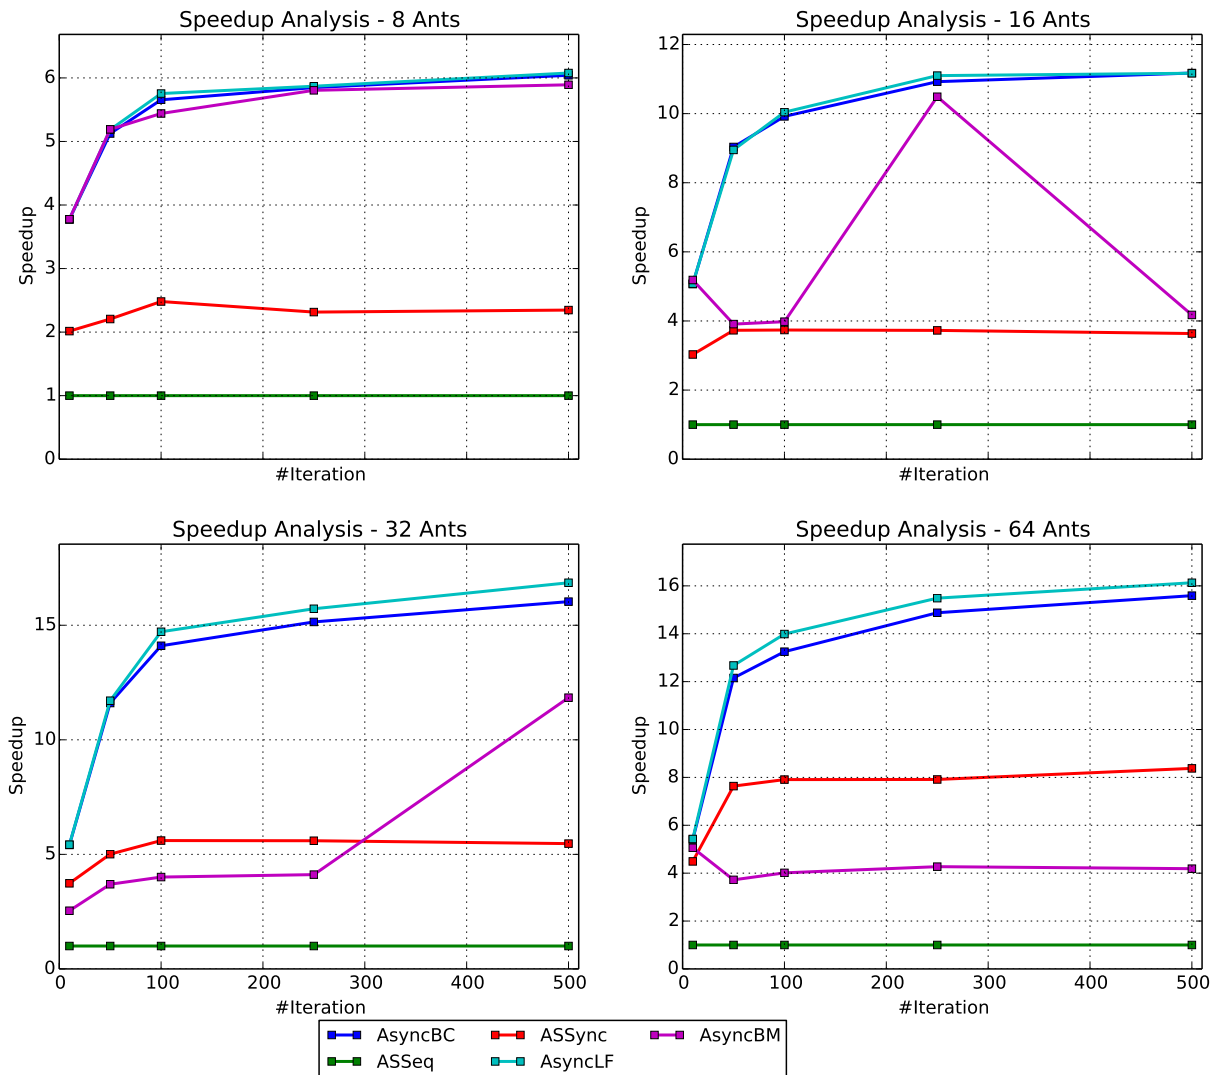 Speedup Analysis - 8 Ants
Speedup
6
5
4
3
2
1
0
#Iteration
Speedup Analysis - 16 Ants
Speedup
12
10
8
6
4
2
0
#Iteration
Speedup Analysis - 32 Ants
Speedup
15
10
5
0
0 100 200 300 400 500
#Iteration
Speedup Analysis - 64 Ants
Speedup
16
14
12
10
8
6
4
2
0
0 100 200 300 400 500
#Iteration
AsyncBC ASSync AsyncBM
ASSeq AsyncLF